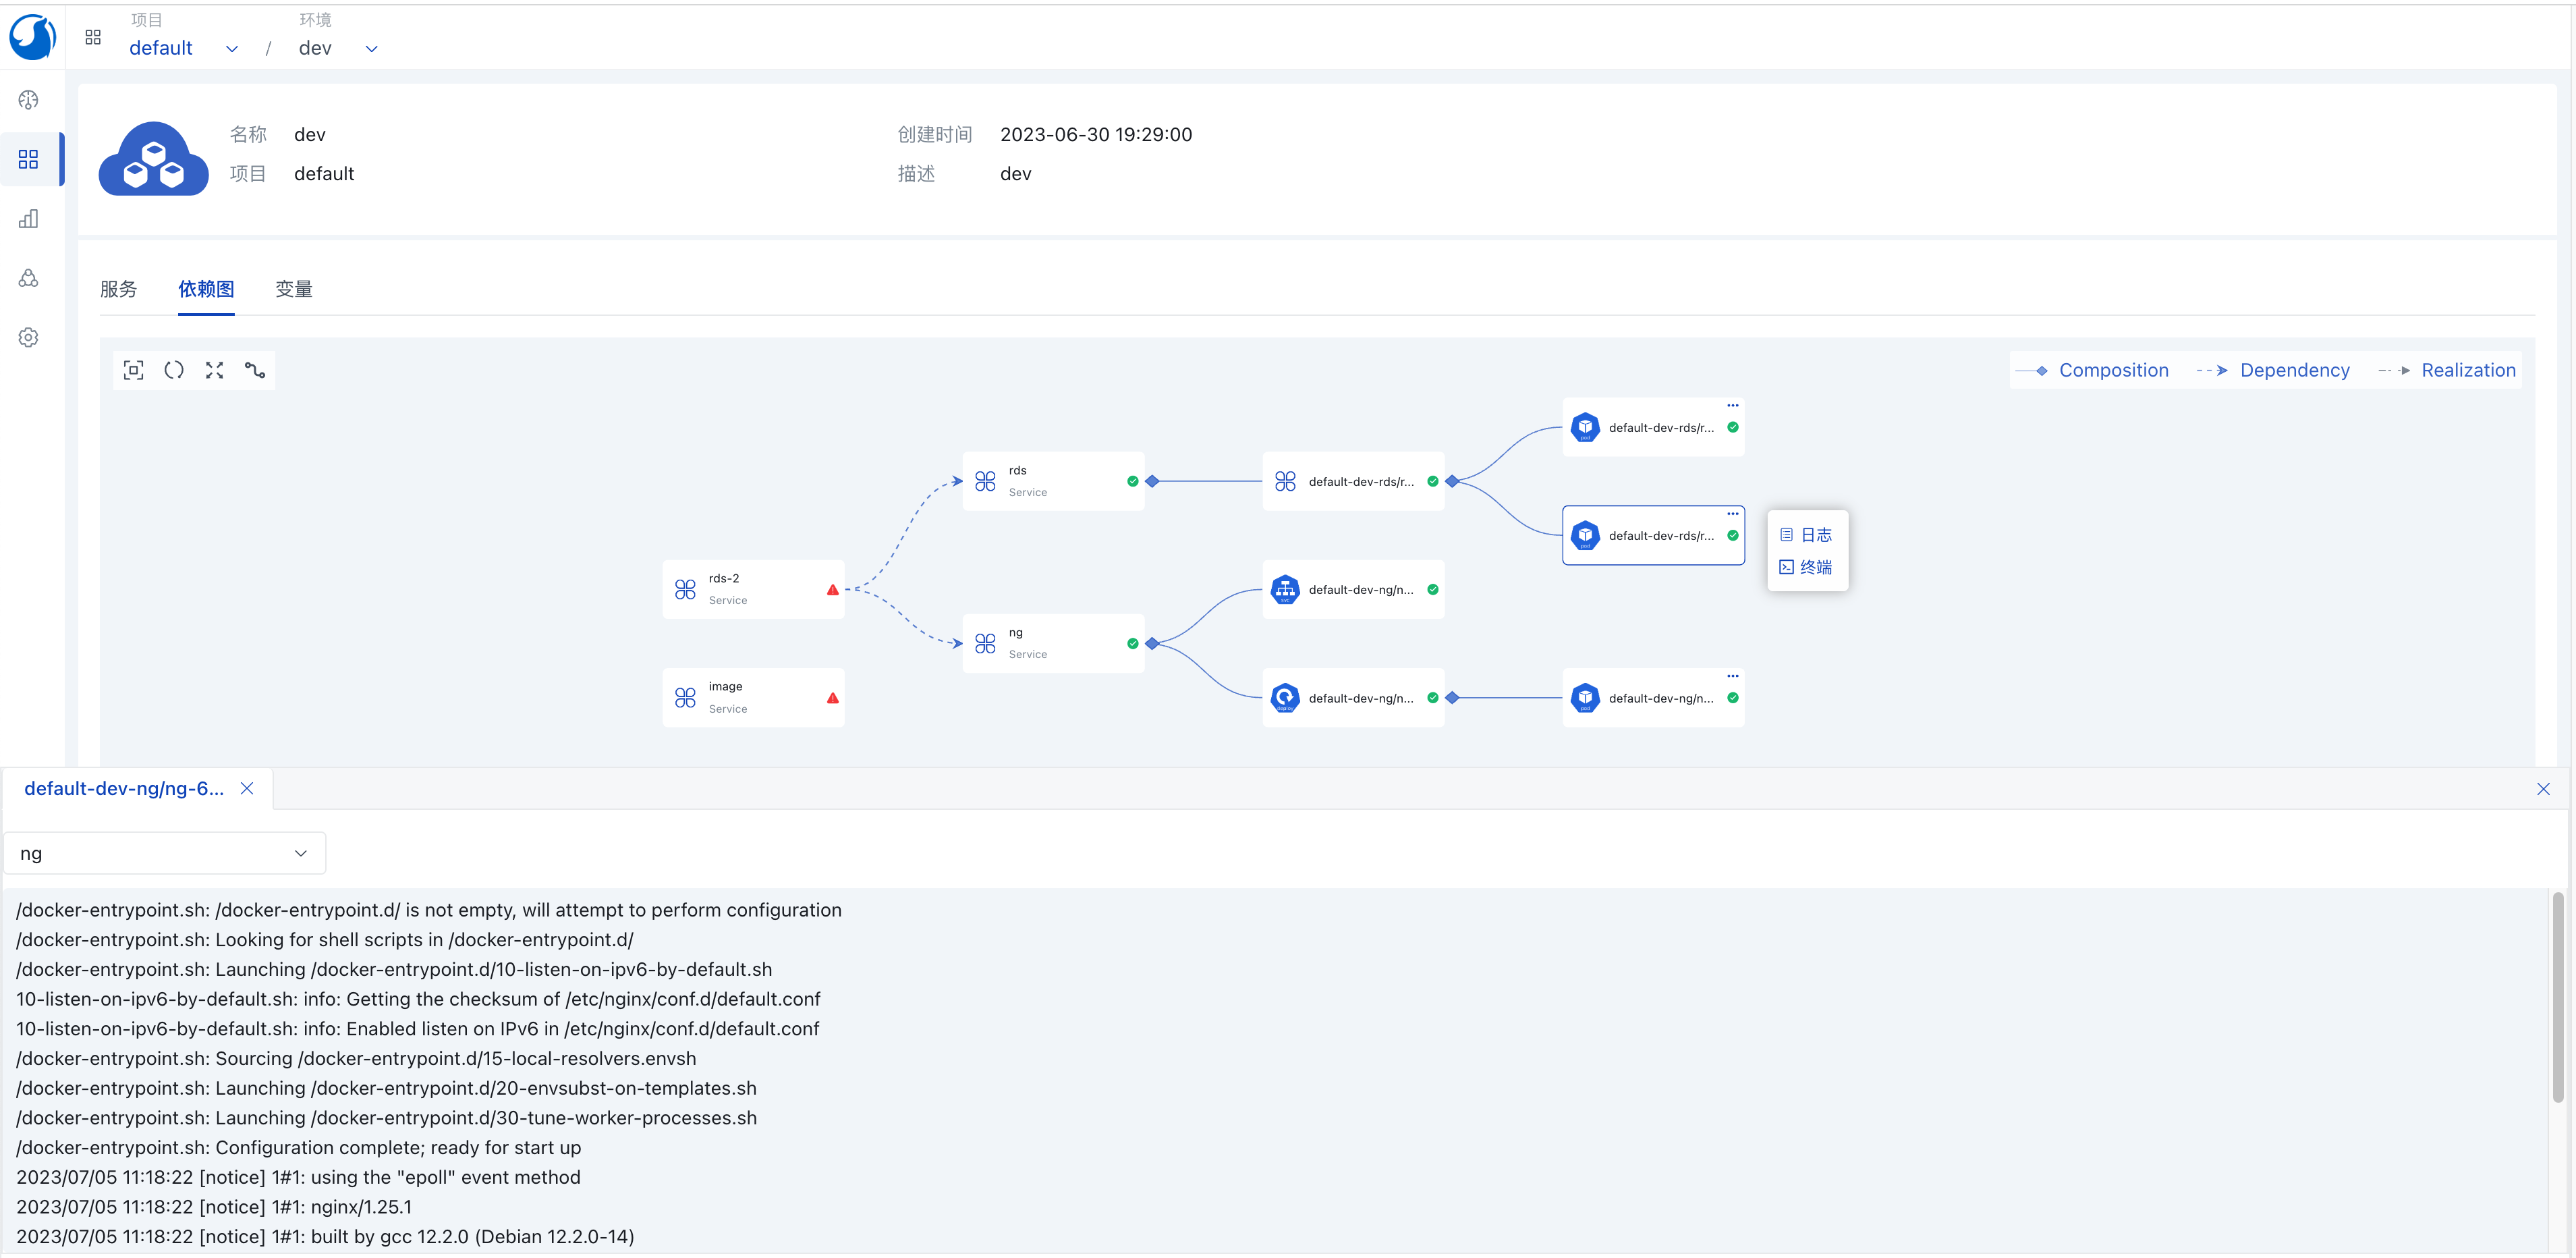 项目
环境
default
/
dev
名称 dev
创建时间 2023-06-30 19:29:00
项目 default
描述 dev
服务
依赖图
变量
Composition
Dependency
Realization
default-dev-rds/r...
rds
Service
default-dev-rds/r...
default-dev-rds/r...
日志
终端
rds-2
Service
default-dev-ng/n...
ng
Service
image
Service
default-dev-ng/n...
default-dev-ng/n...
default-dev-ng/ng-6...
ng
/docker-entrypoint.sh: /docker-entrypoint.d/ is not empty, will attempt to perform configuration
/docker-entrypoint.sh: Looking for shell scripts in /docker-entrypoint.d/
/docker-entrypoint.sh: Launching /docker-entrypoint.d/10-listen-on-ipv6-by-default.sh
10-listen-on-ipv6-by-default.sh: info: Getting the checksum of /etc/nginx/conf.d/default.conf
10-listen-on-ipv6-by-default.sh: info: Enabled listen on IPv6 in /etc/nginx/conf.d/default.conf
/docker-entrypoint.sh: Sourcing /docker-entrypoint.d/15-local-resolvers.envsh
/docker-entrypoint.sh: Launching /docker-entrypoint.d/20-envsubst-on-templates.sh
/docker-entrypoint.sh: Launching /docker-entrypoint.d/30-tune-worker-processes.sh
/docker-entrypoint.sh: Configuration complete; ready for start up
2023/07/05 11:18:22 [notice] 1#1: using the "epoll" event method
2023/07/05 11:18:22 [notice] 1#1: nginx/1.25.1
2023/07/05 11:18:22 [notice] 1#1: built by gcc 12.2.0 (Debian 12.2.0-14)